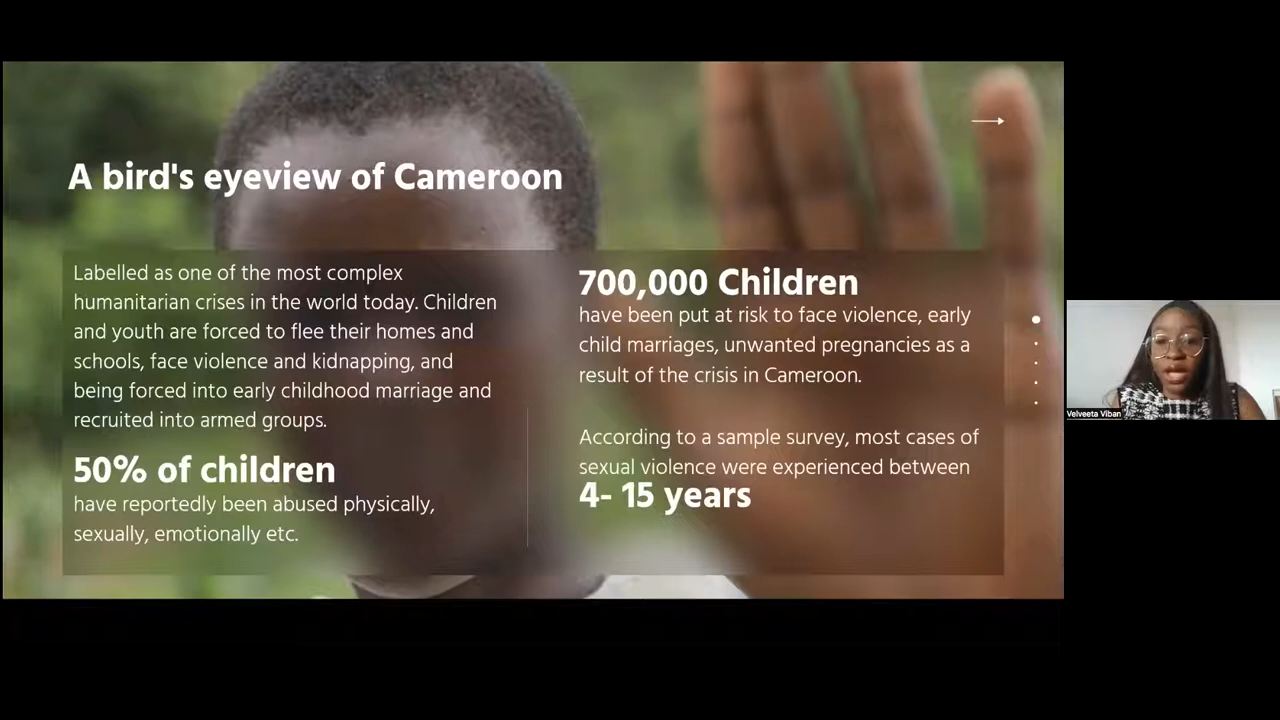 A bird's eyeview of Cameroon
Labelled as one of the most complex
humanitarian crises in the world today. Children
and youth are forced to flee their homes and
schools, face violence and kidnapping, and
being forced into early childhood marriage and
recruited into armed groups.
50% of children
have reportedly been abused physically,
sexually, emotionally etc.
700,000 Children
have been put at risk to face violence, early
child marriages, unwanted pregnancies as a
result of the crisis in Cameroon.
According to a sample survey, most cases of
sexual violence were experienced between
4- 15 years
Velveeta Viban